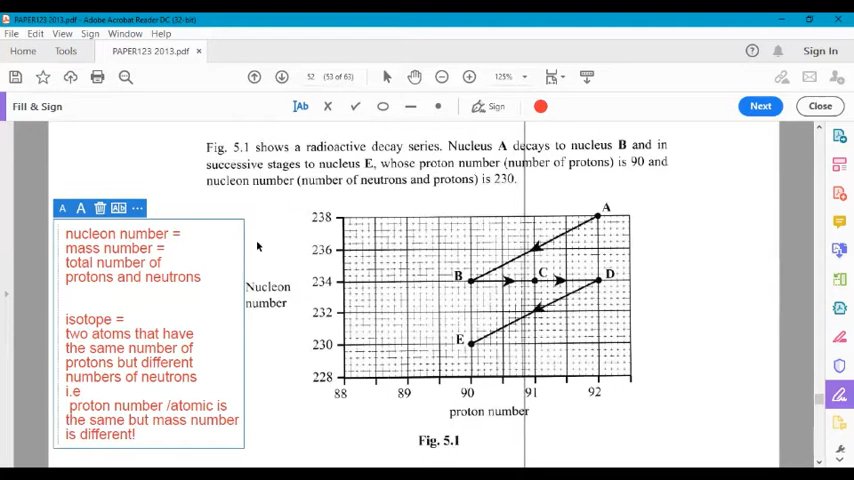 PAPER123 2013.pdf - Adobe Acrobat Reader DC (32-bit)
File Edit View Sign Window Help
Home Tools PAPER123 2013.pdf × Sign In
52 (53 of 63) 125%
Fill & Sign Ab Sign Next Close
Fig. 5.1 shows a radioactive decay series. Nucleus A decays to nucleus B and in
successive stages to nucleus E, whose proton number (number of protons) is 90 and
nucleon number (number of neutrons and protons) is 230.
A A Ab
nucleon number =
mass number =
total number of
protons and neutrons
isotope =
two atoms that have
the same number of
protons but different
numbers of neutrons
i.e
proton number /atomic is
the same but mass number
is different!
Nucleon
number
238
236
234
232
230
228
A
B
C
D
E
88 89 90 91 92
proton number
Fig. 5.1